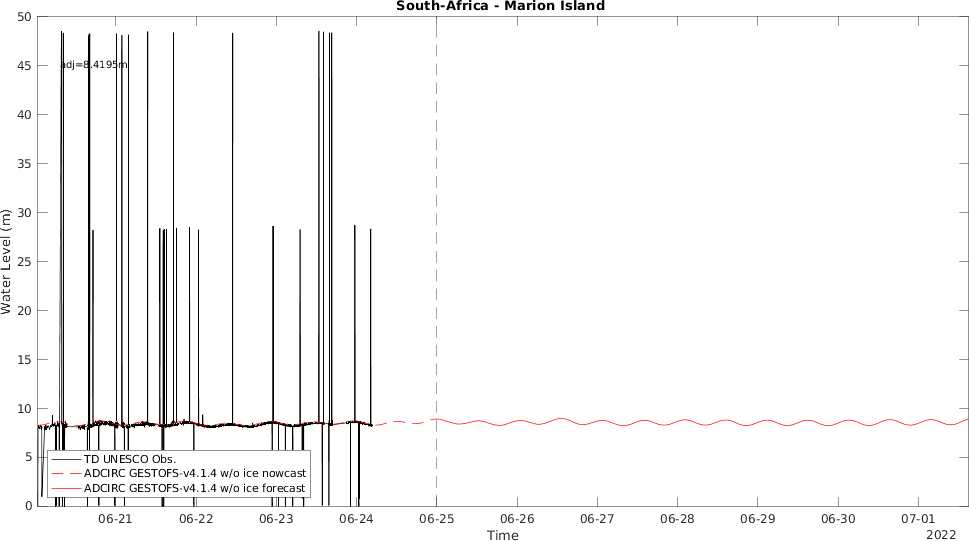 South-Africa - Marion Island
50
45
40
35
30
25
20
15
10
5
0
Water Level (m)
adj=8.4195m
TD UNESCO Obs.
ADCIRC GESTOFS-v4.1.4 w/o ice nowcast
ADCIRC GESTOFS-v4.1.4 w/o ice forecast
06-21 06-22 06-23 06-24 06-25 06-26 06-27 06-28 06-29 06-30 07-01
Time
2022